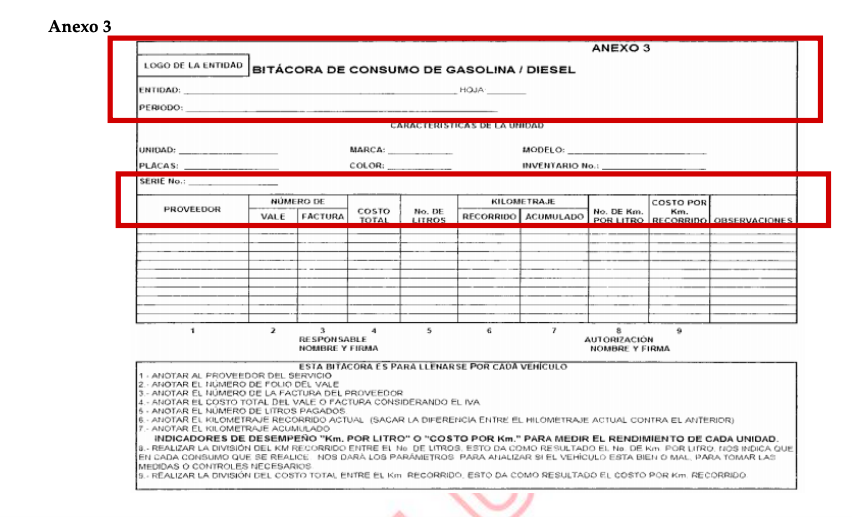 Anexo 3
ANEXO 3
LOGO DE LA ENTIDAD
BITÁCORA DE CONSUMO DE GASOLINA / DIESEL
ENTIDAD: HOJA:
PERIODO:
CARACTERISTICAS DE LA UNIDAD
UNIDAD: MARCA: MODELO:
PLACAS: COLOR: INVENTARIO No.:
SERIE No.:
PROVEEDOR NÚMERO DE VALE FACTURA COSTO TOTAL No. DE LITROS KILOMETRAJE RECORRIDO ACUMULADO No. DE Km. POR LITRO COSTO POR Km. RECORRIDO OBSERVACIONES
1 2 3 4 5 6 7 8 9
RESPONSABLE AUTORIZACIÓN
NOMBRE Y FIRMA NOMBRE Y FIRMA
ESTA BITÁCORA ES PARA LLENARSE POR CADA VEHÍCULO
1.- ANOTAR AL PROVEEDOR DEL SERVICIO
2.- ANOTAR EL NÚMERO DE FOLIO DEL VALE
3.- ANOTAR EL NÚMERO DE LA FACTURA DEL PROVEEDOR
4.- ANOTAR EL COSTO TOTAL DEL VALE O FACTURA CONSIDERANDO EL IVA
5.- ANOTAR EL NÚMERO DE LITROS PAGADOS
6.- ANOTAR EL KILOMETRAJE RECORRIDO ACTUAL (SACAR LA DIFERENCIA ENTRE EL HILOMETRAJE ACTUAL CONTRA EL ANTERIOR)
7.- ANOTAR EL KILOMETRAJE ACUMULADO
INDICADORES DE DESEMPEÑO "Km. POR LITRO" O "COSTO POR Km." PARA MEDIR EL RENDIMIENTO DE CADA UNIDAD.
8.- REALIZAR LA DIVISIÓN DEL KM RECORRIDO ENTRE EL No. DE LITROS, ESTO DA COMO RESULTADO EL No. DE Km. POR LITRO, NOS INDICA QUE
EN CADA CONSUMO QUE SE REALICE NOS DARÁ LOS PARÁMETROS PARA ANALIZAR SI EL VEHÍCULO ESTA BIEN O MAL, PARA TOMAR LAS
MEDIDAS O CONTROLES NECESARIOS
9.- REALIZAR LA DIVISIÓN DEL COSTO TOTAL ENTRE EL Km RECORRIDO, ESTO DA COMO RESULTADO EL COSTO POR Km. RECORRIDO